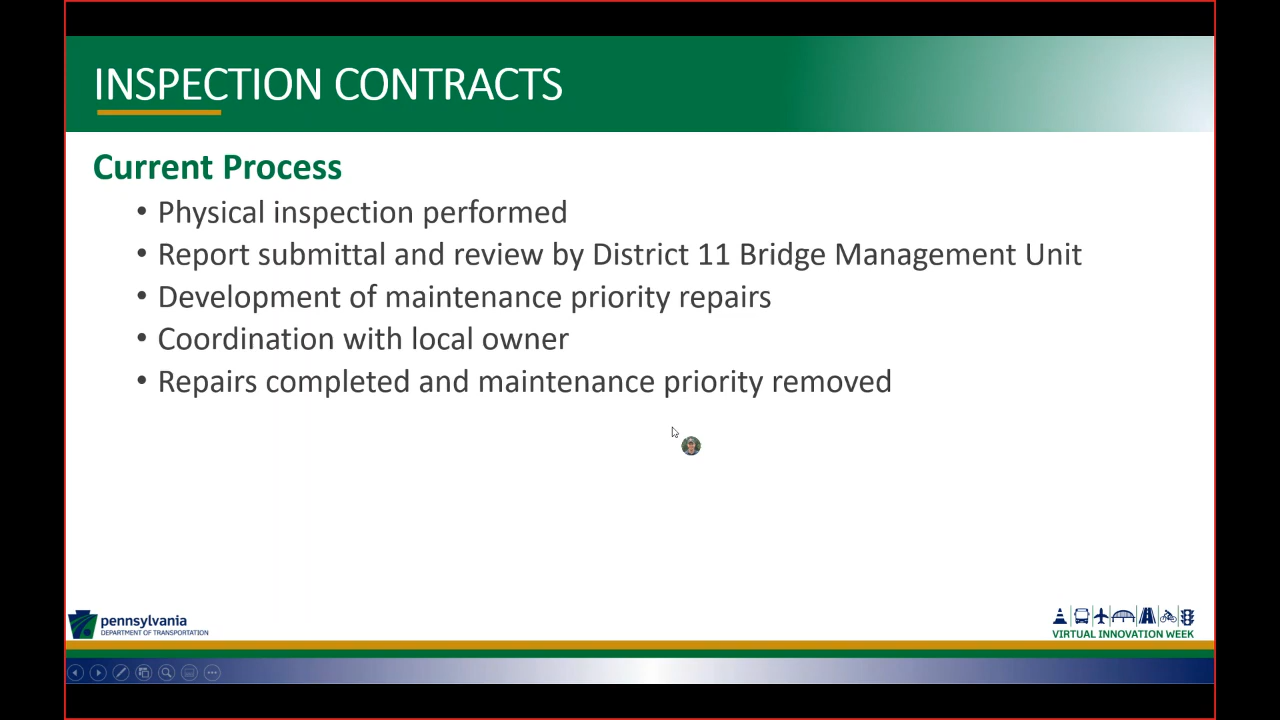 INSPECTION CONTRACTS
Current Process
• Physical inspection performed
• Report submittal and review by District 11 Bridge Management Unit
• Development of maintenance priority repairs
• Coordination with local owner
• Repairs completed and maintenance priority removed
pennsylvania
DEPARTMENT OF TRANSPORTATION
VIRTUAL INNOVATION WEEK